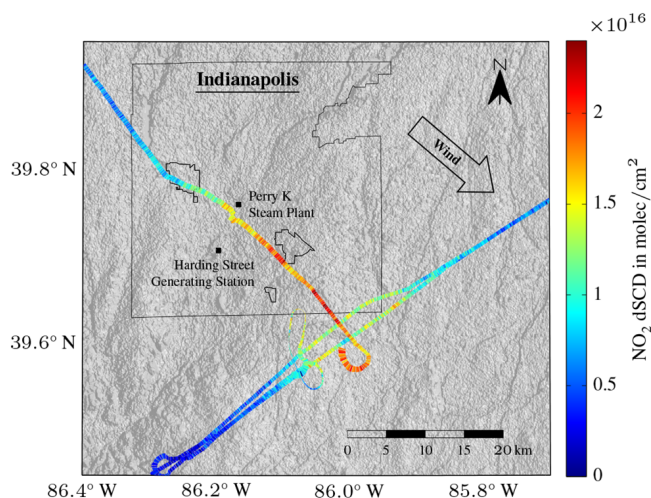 ×10¹⁶
Indianapolis
N
2
Wind
39.8° N
Perry K
Steam Plant
1.5
Harding Street
Generating Station
1
NO₂ dSCD in molec/cm²
39.6° N
0.5
0 5 10 15 20 km
0
86.4° W 86.2° W 86.0° W 85.8° W